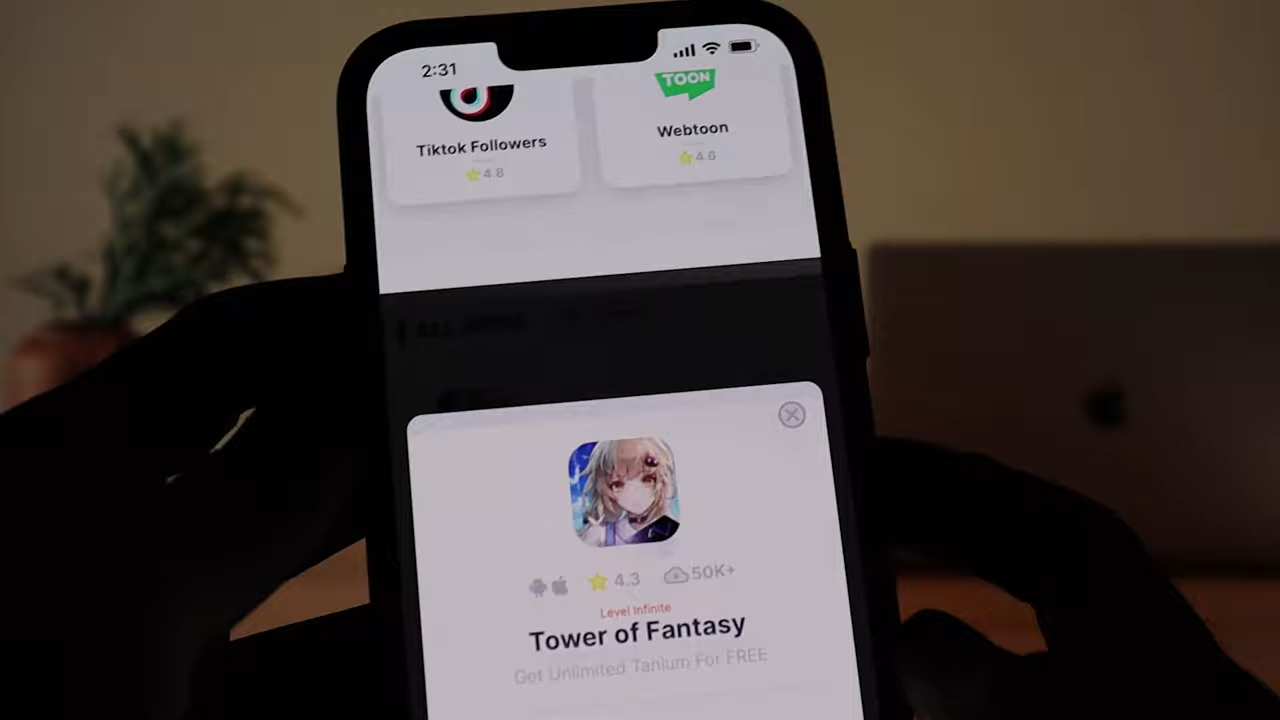 2:31
TOON
Tiktok Followers
Webtoon
4.8
4.6
4.3
50K+
Level Infinite
Tower of Fantasy
Get Unlimited Tanium For FREE